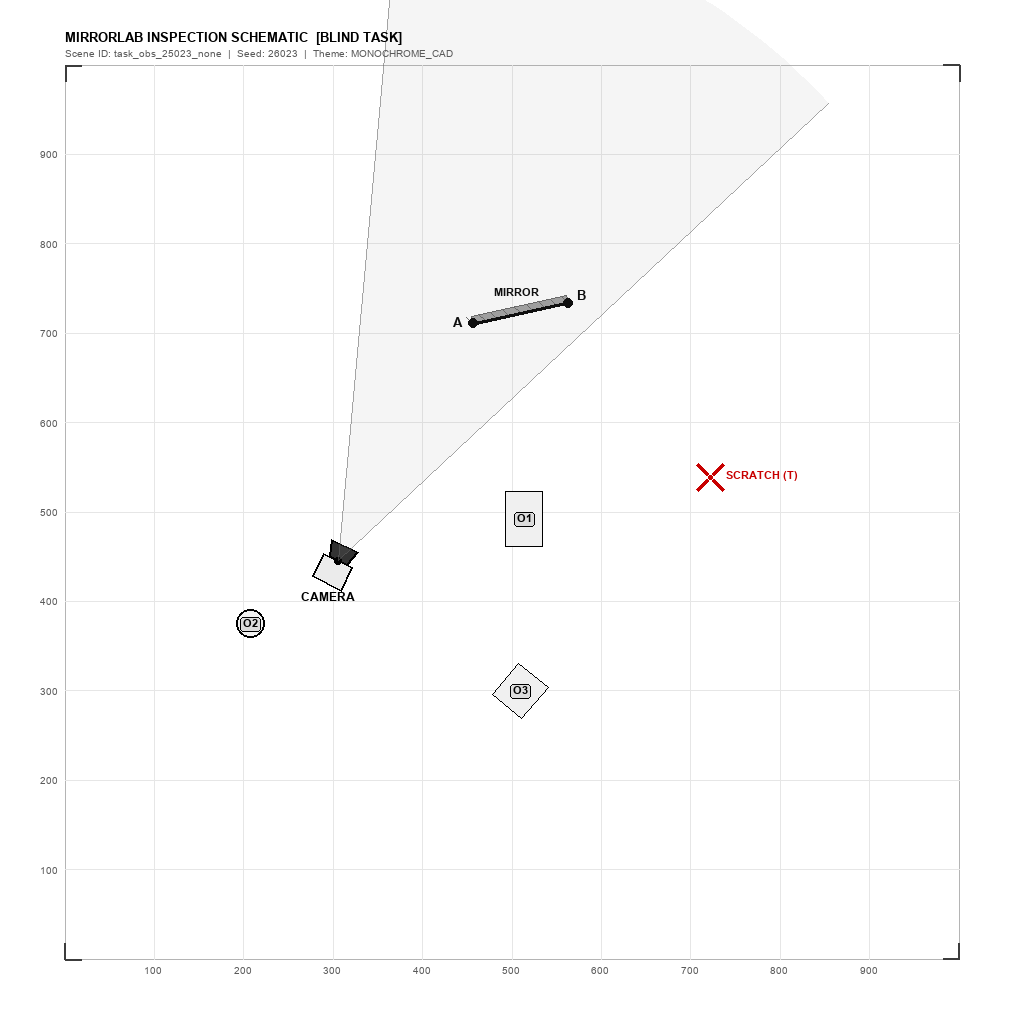 MIRRORLAB INSPECTION SCHEMATIC [BLIND TASK]
Scene ID: task_obs_25023_none | Seed: 26023 | Theme: MONOCHROME_CAD
900
800
MIRROR
B
A
700
600
SCRATCH (T)
500
O1
CAMERA
400
O2
300
O3
200
100
100 200 300 400 500 600 700 800 900